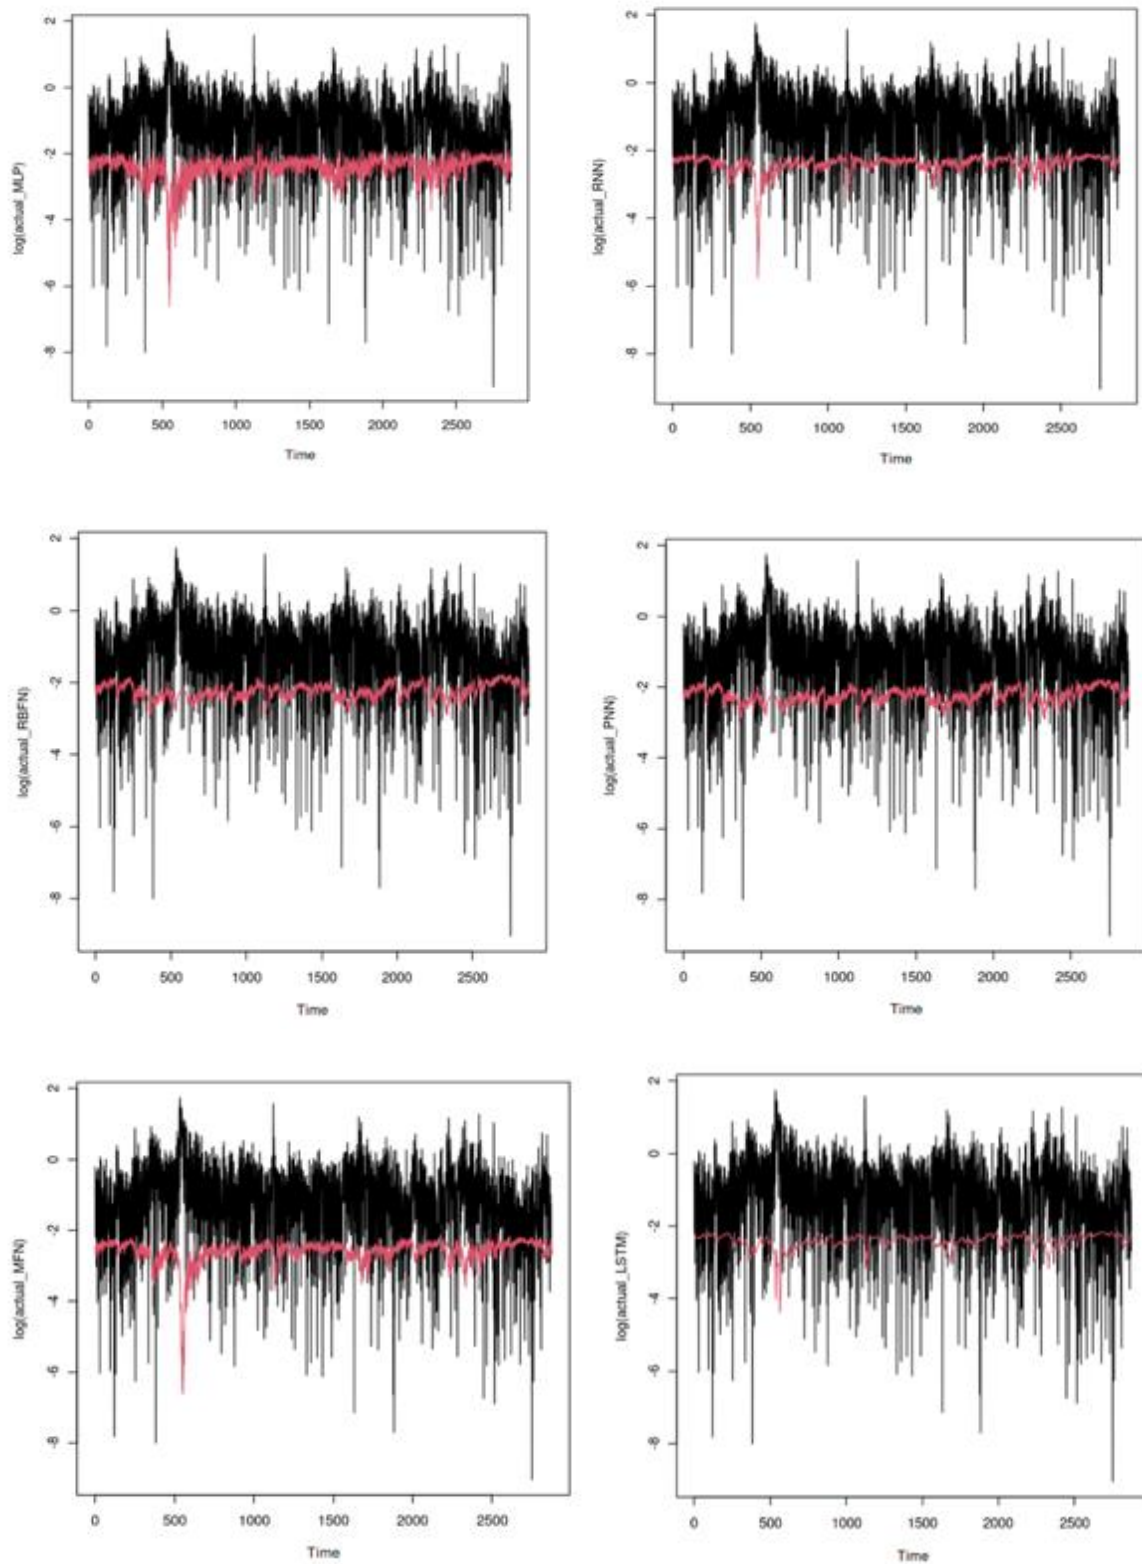 log(actual_MLP)
2
0
-2
-4
-6
-8
0 500 1000 1500 2000 2500
Time
log(actual_RNN)
2
0
-2
-4
-6
-8
0 500 1000 1500 2000 2500
Time
log(actual_RBFN)
2
0
-2
-4
-6
-8
0 500 1000 1500 2000 2500
Time
log(actual_PNN)
2
0
-2
-4
-6
-8
0 500 1000 1500 2000 2500
Time
log(actual_MFN)
2
0
-2
-4
-6
-8
0 500 1000 1500 2000 2500
Time
log(actual_LSTM)
2
0
-2
-4
-6
-8
0 500 1000 1500 2000 2500
Time